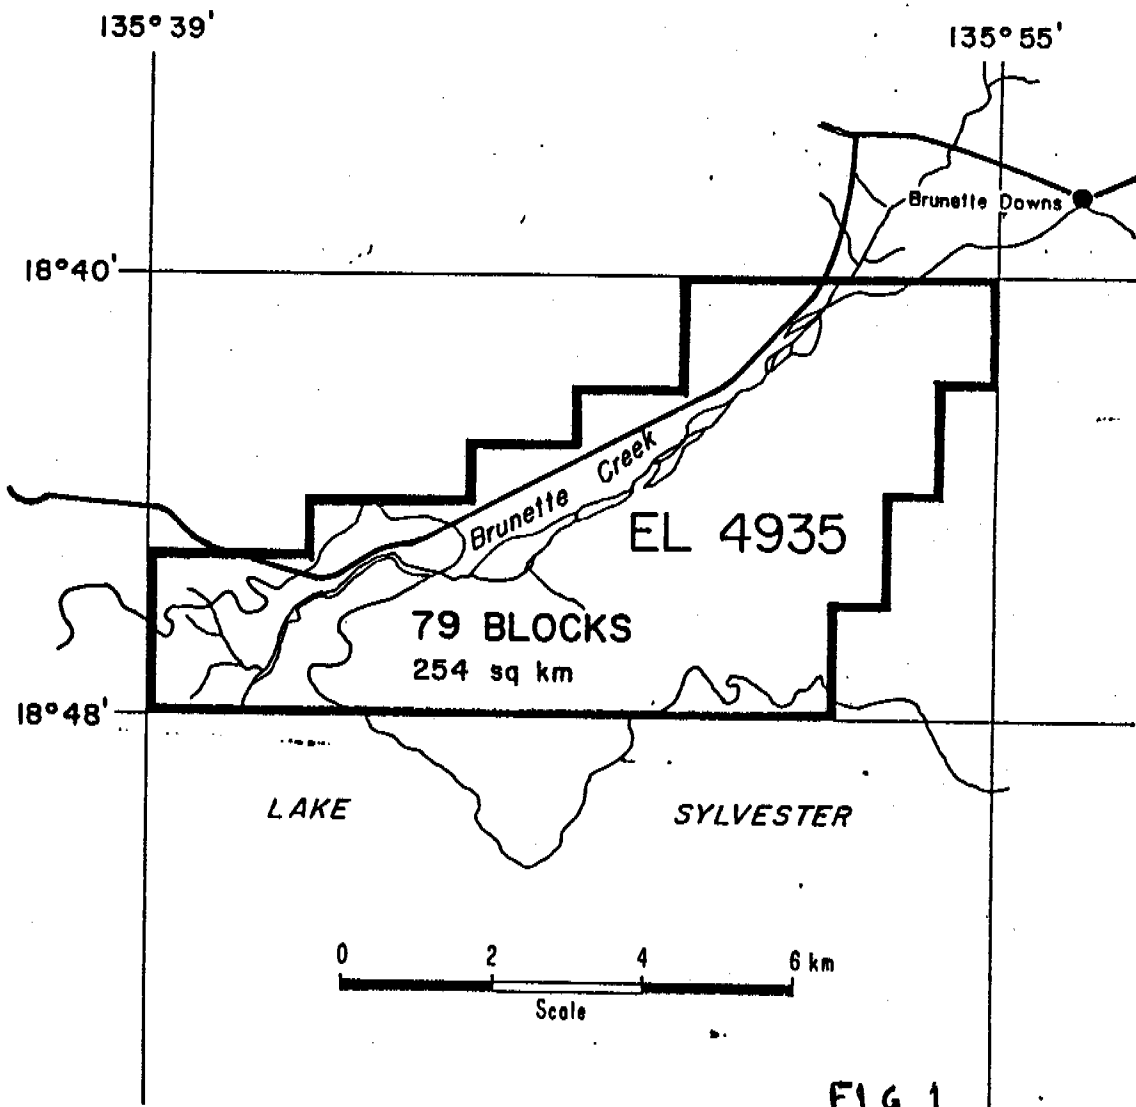 135° 39'
135° 55'
Brunette Downs
18° 40'
Brunette Creek
EL 4935
79 BLOCKS
254 sq km
18° 48'
LAKE SYLVESTER
0 2 4 6 km
Scale
FIG 1